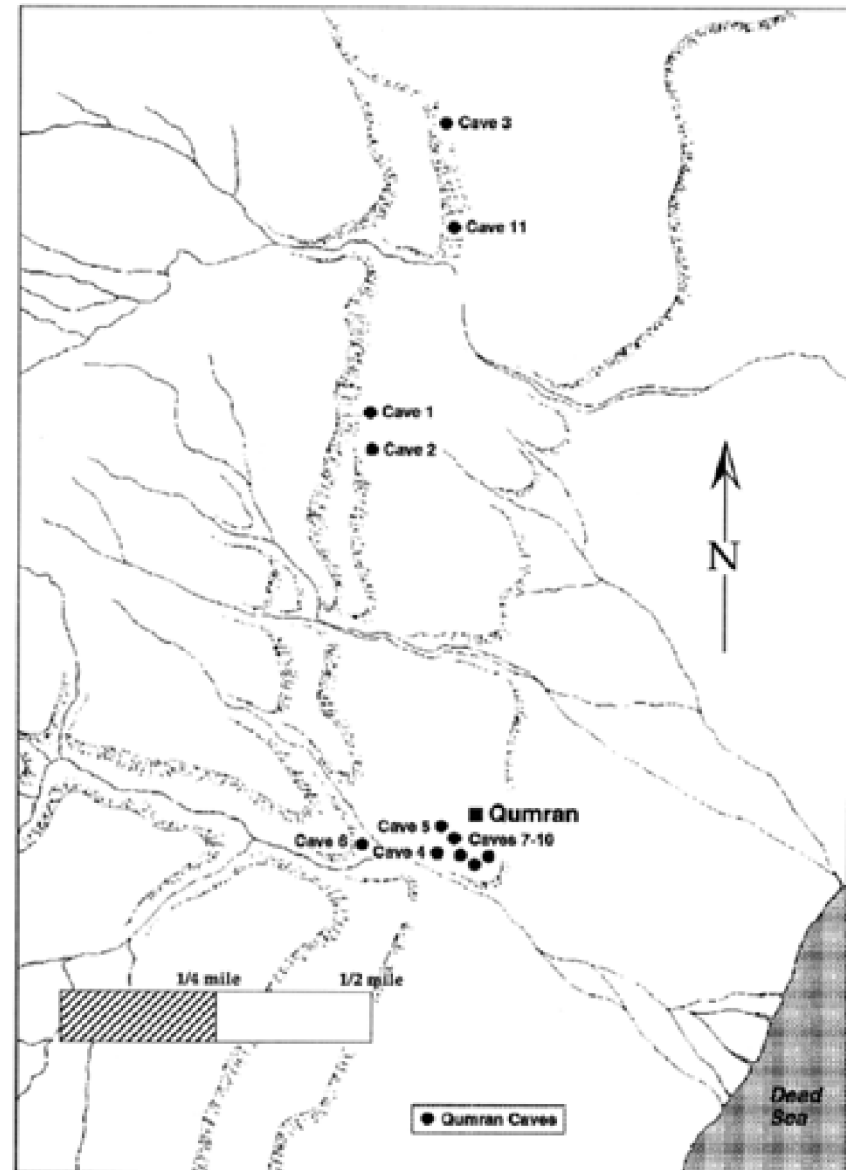 Cave 3
Cave 11
Cave 1
Cave 2
N
Qumran
Cave 5
Caves 7-10
Cave 6
Cave 4
1/4 mile
1/2 mile
Qumran Caves
Dead
Sea